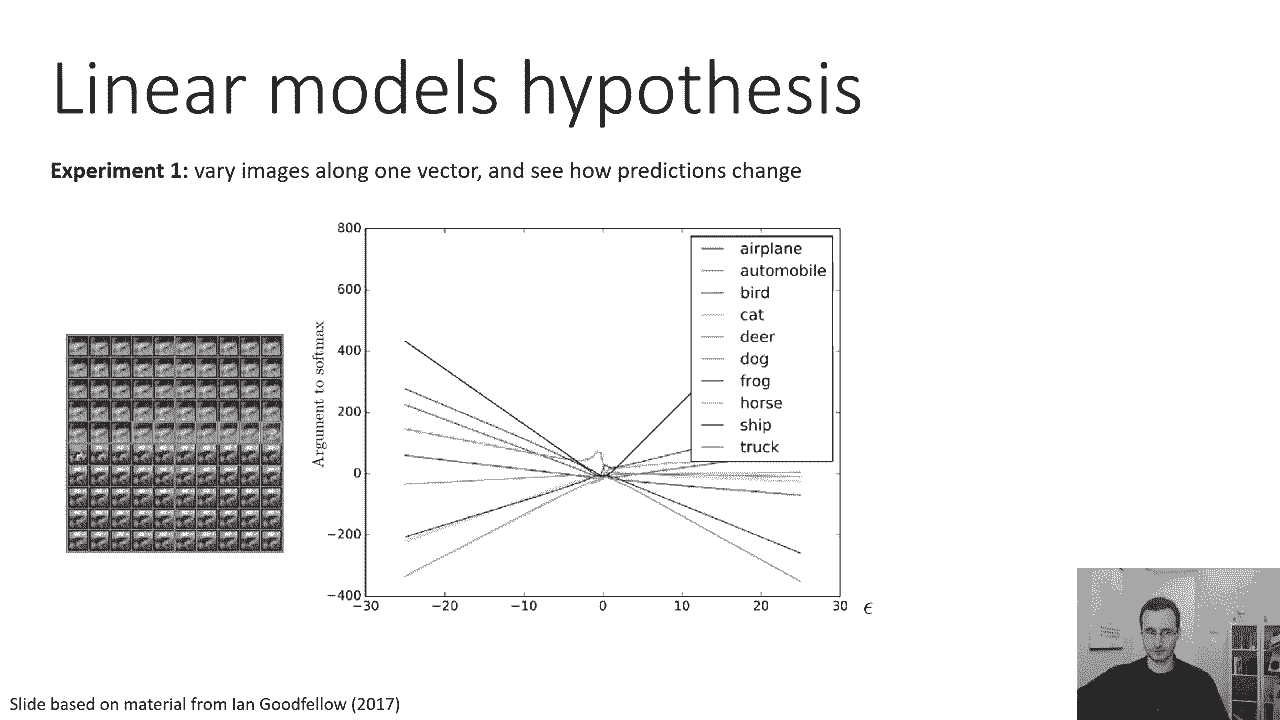 Linear models hypothesis
Experiment 1: vary images along one vector, and see how predictions change
800
600
400
200
0
−200
−400
Argument to softmax
airplane
automobile
bird
cat
deer
dog
frog
horse
ship
truck
−30 −20 −10 0 10 20 30 ϵ
Slide based on material from Ian Goodfellow (2017)